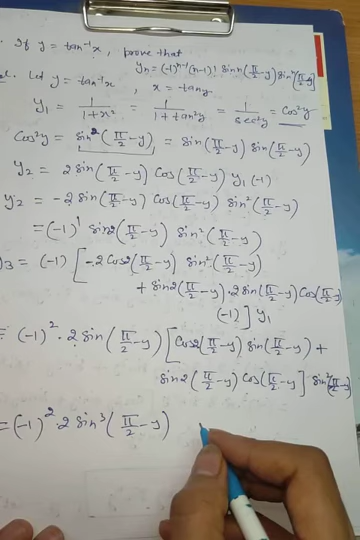 . If y = tan⁻¹x, prove that
yₙ = (-1)ⁿ⁻¹ (n-1)! sin n(π/2 - y) sinⁿ(π/2 - y)
Let y = tan⁻¹x , x = tan y
y₁ = 1/(1+x²) = 1/(1+tan²y) = 1/sec²y = cos²y
Cos²y = sin²(π/2 - y) = Sin(π/2 - y) sin(π/2 - y)
y₂ = 2 sin(π/2 - y) Cos(π/2 - y) y₁ (-1)
y₂ = -2 sin(π/2 - y) Cos(π/2 - y) sin²(π/2 - y)
= (-1)¹ sin2(π/2 - y) sin²(π/2 - y)
y₃ = (-1) [-2 Cos2(π/2 - y) sin²(π/2 - y)
+ sin2(π/2 - y)·2 sin(π/2 - y) Cos(π/2 - y)
(-1)] y₁
= (-1)² · 2 sin(π/2 - y) [Cos2(π/2 - y) sin(π/2 - y) +
sin2(π/2 - y) Cos(π/2 - y] sin²(π/2 - y)
= (-1)² · 2 sin³(π/2 - y)